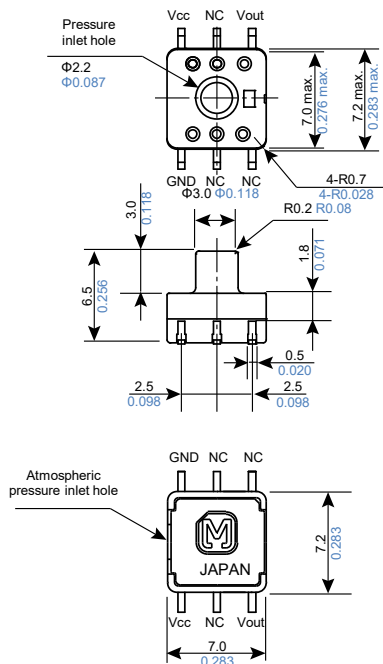 Pressure
inlet hole
Vcc NC Vout
Φ2.2
Φ0.087
7.0 max.
0.276 max.
7.2 max.
0.283 max.
GND NC NC
4-R0.7
4-R0.028
Φ3.0 Φ0.118
R0.2 R0.08
3.0
0.118
1.8
0.071
6.5
0.256
0.5
0.020
2.5
0.098
2.5
0.098
GND NC NC
Atmospheric
pressure inlet hole
M
JAPAN
7.2
0.283
Vcc NC Vout
7.0
0.283